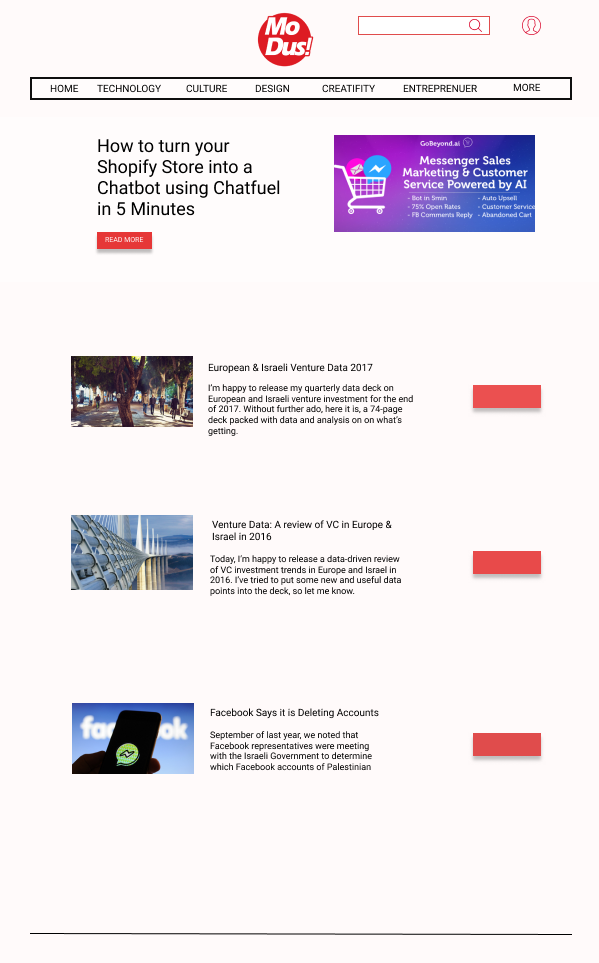 Mo
Dus!
HOME TECHNOLOGY CULTURE DESIGN CREATIFITY ENTREPRENUER MORE
How to turn your
Shopify Store into a
Chatbot using Chatfuel
in 5 Minutes
READ MORE
GoBeyond.ai
Messenger Sales
Marketing & Customer
Service Powered by AI
- Bot in 5min
- 75% Open Rates
- FB Comments Reply
- Auto Upsell
- Customer Service
- Abandoned Cart
European & Israeli Venture Data 2017
I'm happy to release my quarterly data deck on
European and Israeli venture investment for the end
of 2017. Without further ado, here it is, a 74-page
deck packed with data and analysis on on what's
getting.
Venture Data: A review of VC in Europe &
Israel in 2016
Today, I'm happy to release a data-driven review
of VC investment trends in Europe and Israel in
2016. I've tried to put some new and useful data
points into the deck, so let me know.
Facebook Says it is Deleting Accounts
September of last year, we noted that
Facebook representatives were meeting
with the Israeli Government to determine
which Facebook accounts of Palestinian